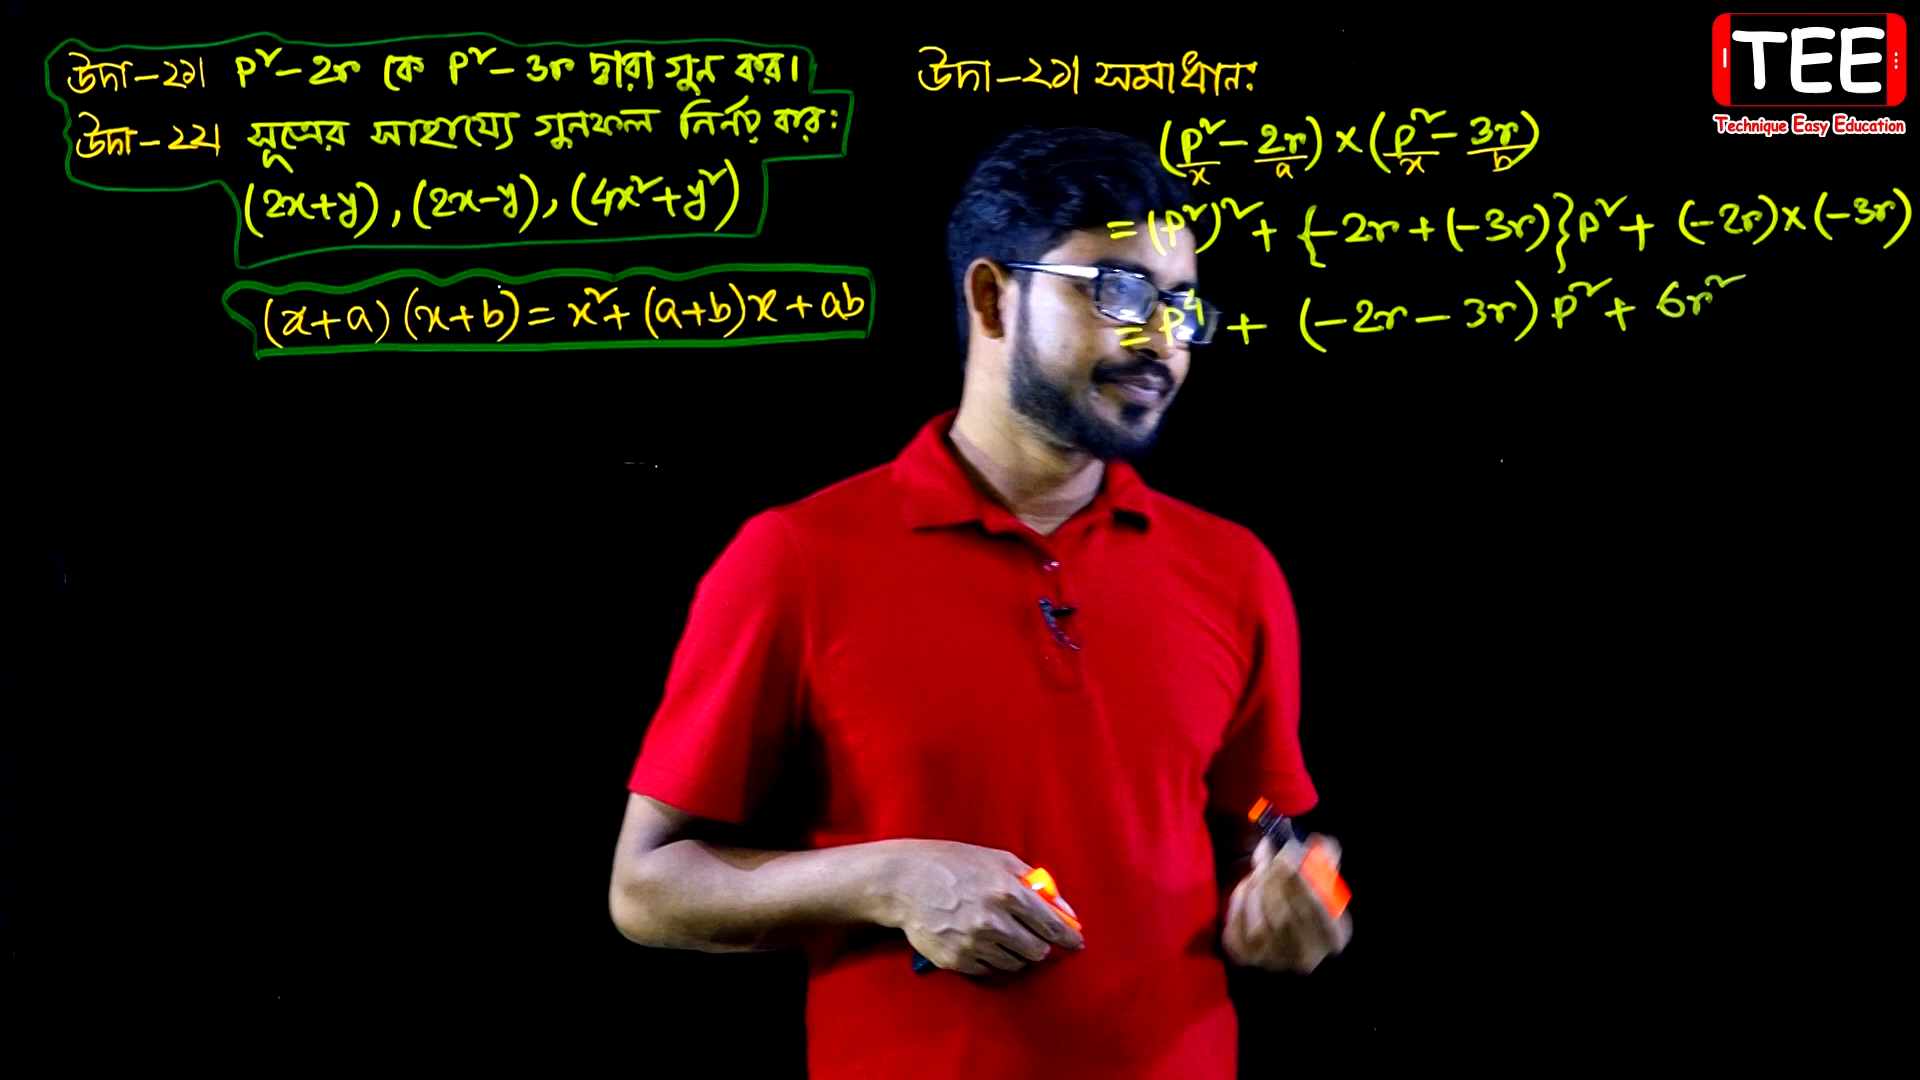 উদা-২১। p² - 2r কে p² - 3r দ্বারা গুন কর।
উদা-২২। সূত্রের সাহায্যে গুনফল নির্নয় কর:
(2x+y), (2x-y), (4x²+y²)
(x+a) (x+b) = x² + (a+b)x + ab
উদা-২১। সমাধান:
(p² - 2r) × (p² - 3r)
x a x b
= (p²)² + {-2r + (-3r)}p² + (-2r)×(-3r)
= p⁴ + (-2r - 3r) p² + 6r²
TEE
Technique Easy Education